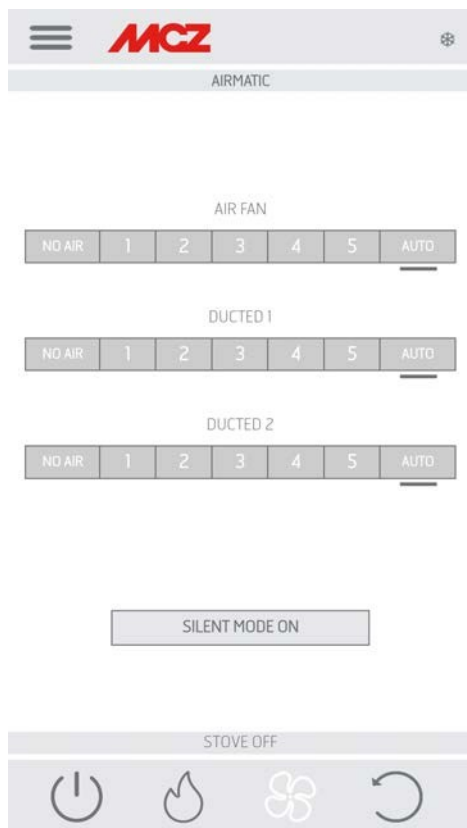 MCZ
AIRMATIC
AIR FAN
NO AIR 1 2 3 4 5 AUTO
DUCTED 1
NO AIR 1 2 3 4 5 AUTO
DUCTED 2
NO AIR 1 2 3 4 5 AUTO
SILENT MODE ON
STOVE OFF